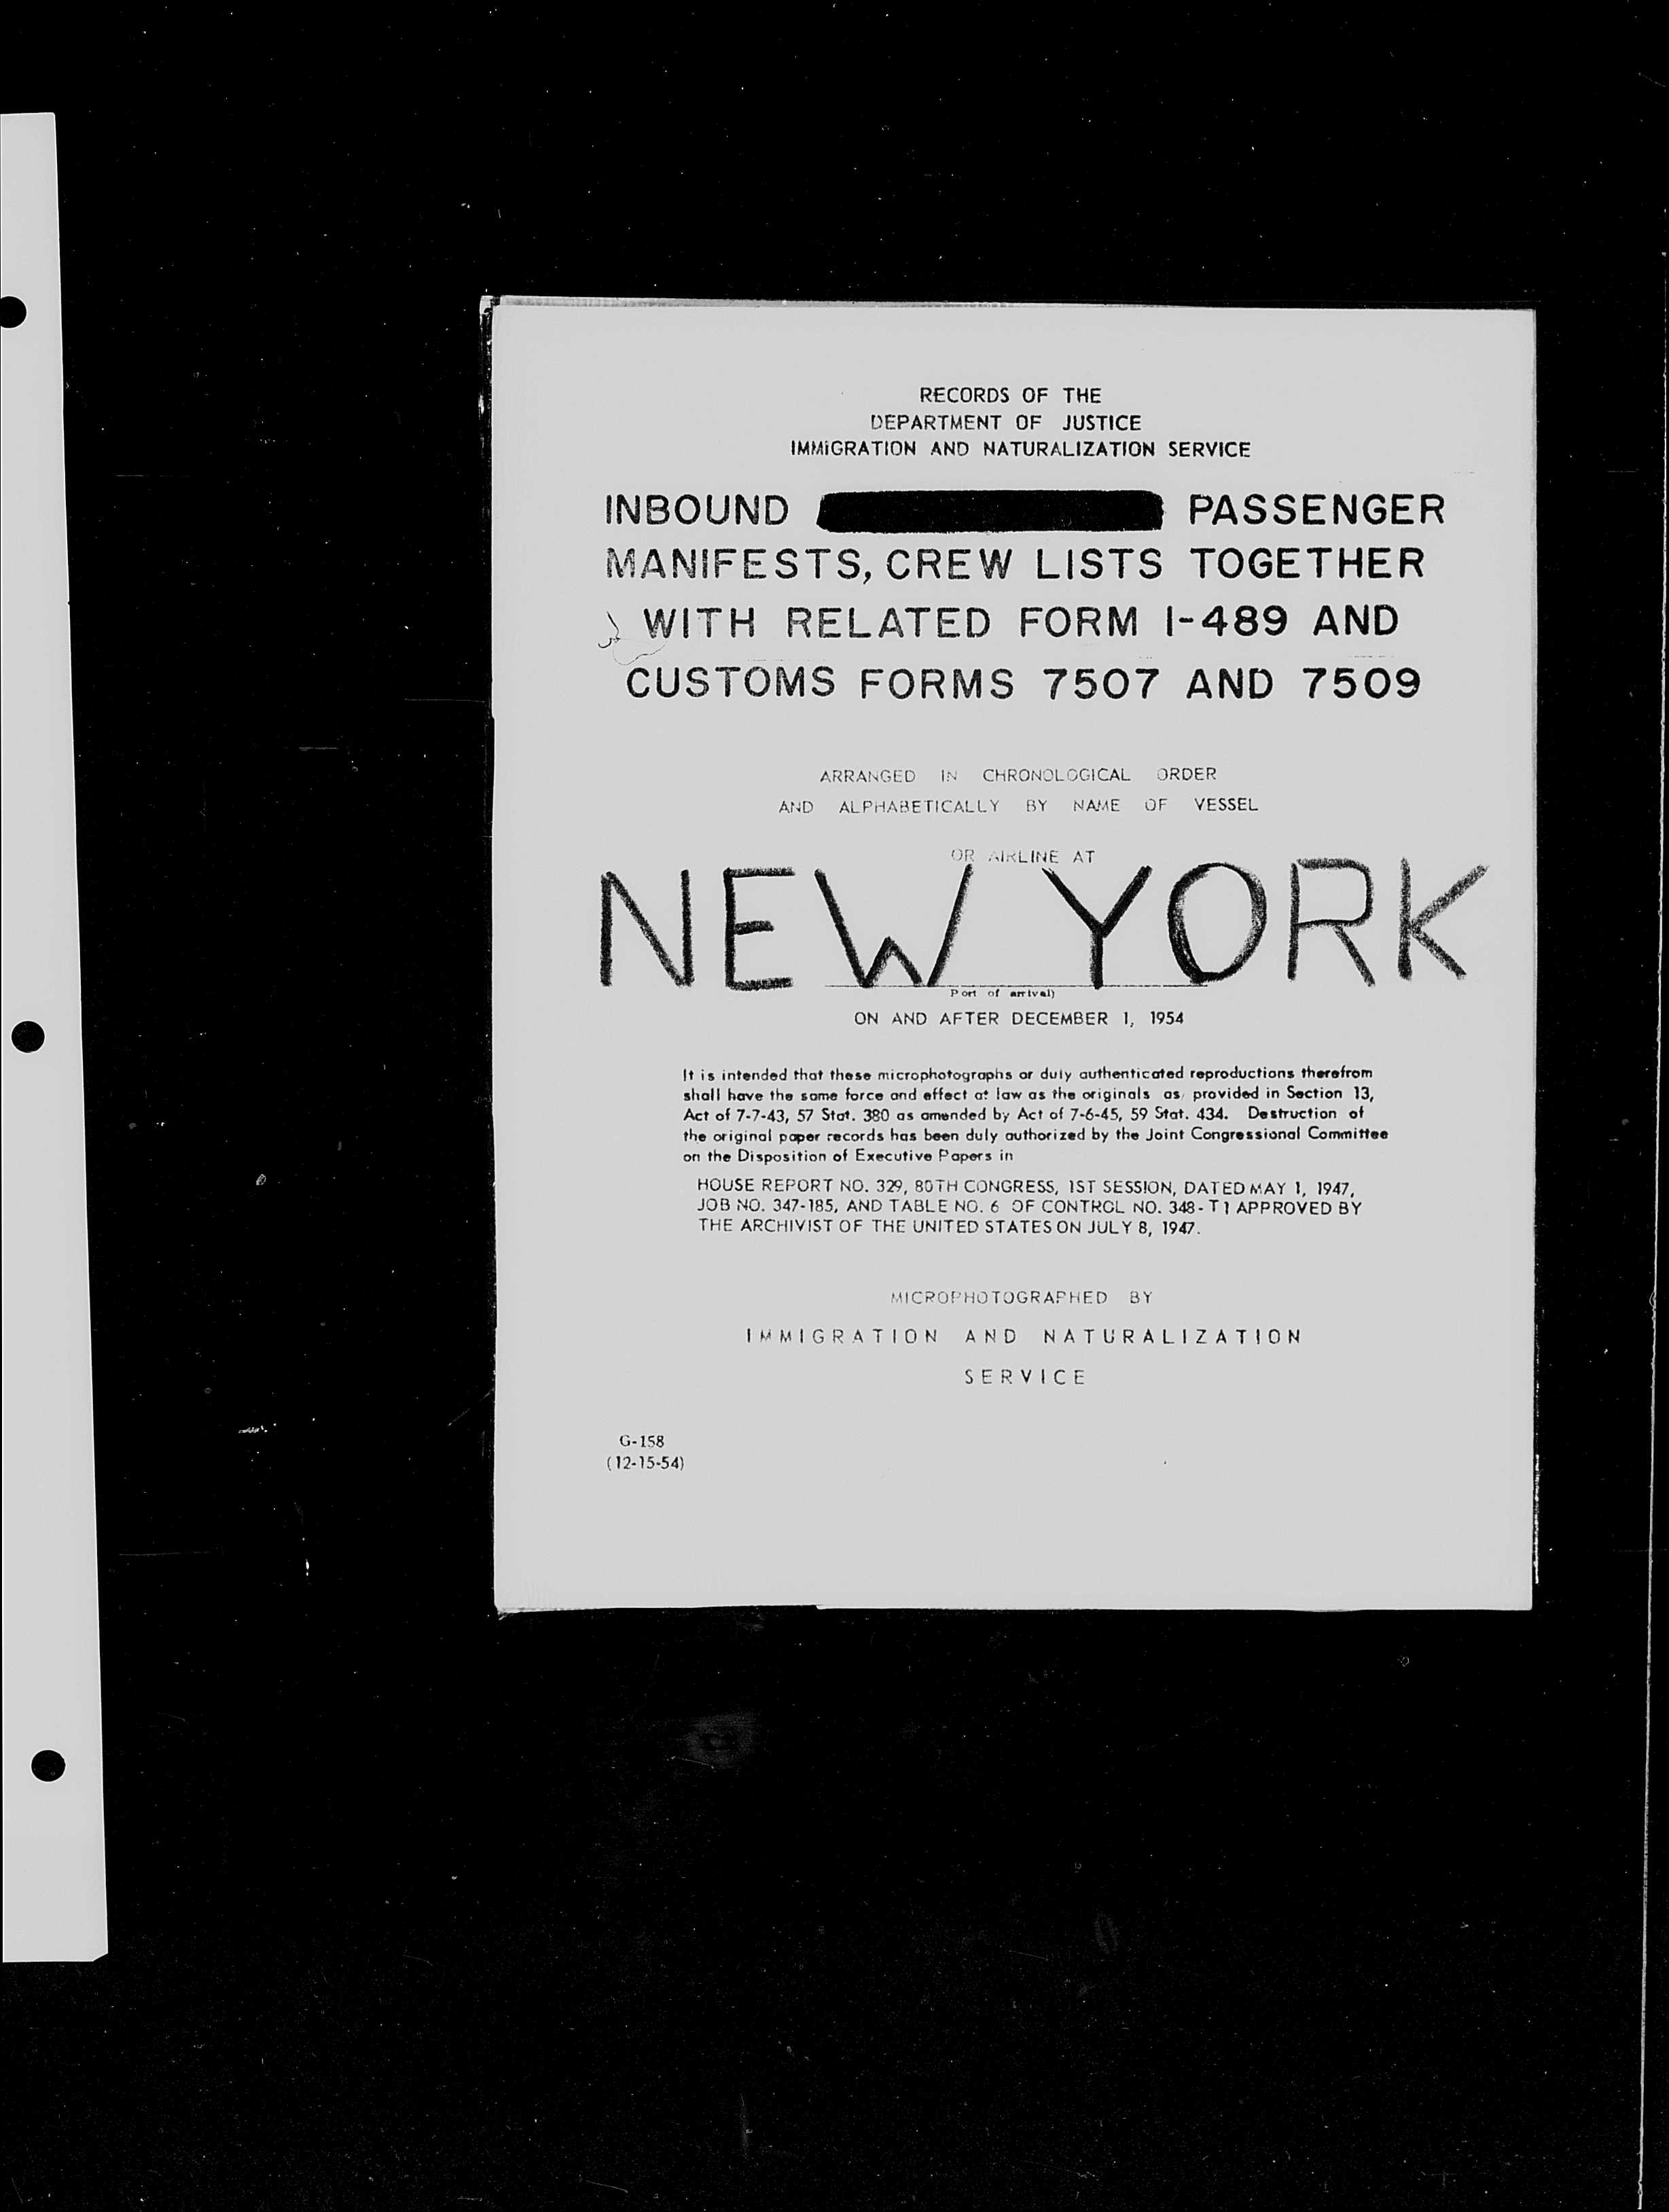 RECORDS OF THE
DEPARTMENT OF JUSTICE
IMMIGRATION AND NATURALIZATION SERVICE
INBOUND PASSENGER
MANIFESTS, CREW LISTS TOGETHER
WITH RELATED FORM I-489 AND
CUSTOMS FORMS 7507 AND 7509
ARRANGED IN CHRONOLOGICAL ORDER
AND ALPHABETICALLY BY NAME OF VESSEL
OR AIRLINE AT
NEW YORK
Port of arrival)
ON AND AFTER DECEMBER 1, 1954
It is intended that these microphotographs or duly authenticated reproductions therefrom
shall have the same force and effect at law as the originals as, provided in Section 13,
Act of 7-7-43, 57 Stat. 380 as amended by Act of 7-6-45, 59 Stat. 434. Destruction of
the original paper records has been duly authorized by the Joint Congressional Committee
on the Disposition of Executive Papers in
HOUSE REPORT NO. 329, 80TH CONGRESS, 1ST SESSION, DATED MAY 1, 1947,
JOB NO. 347-185, AND TABLE NO. 6 OF CONTROL NO. 348-T1 APPROVED BY
THE ARCHIVIST OF THE UNITED STATES ON JULY 8, 1947.
MICROPHOTOGRAPHED BY
IMMIGRATION AND NATURALIZATION
SERVICE
G-158
(12-15-54)